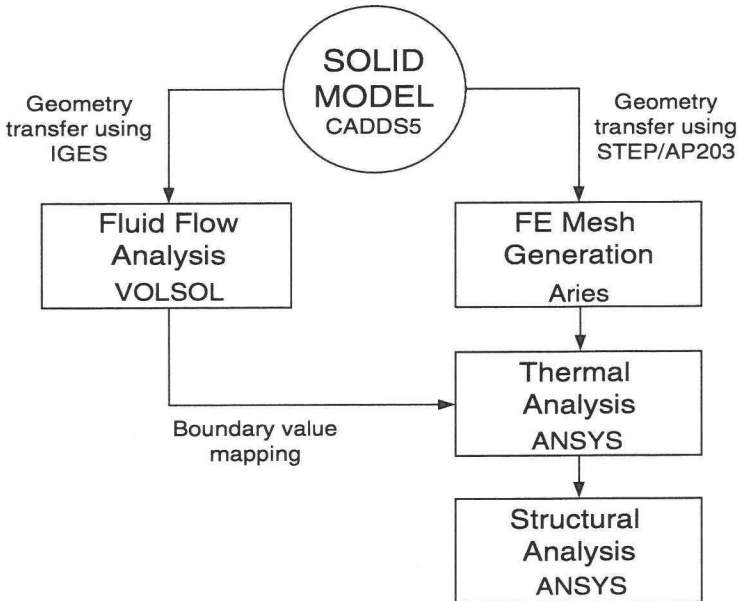 SOLID
MODEL
CADDS5
Geometry
transfer using
IGES
Geometry
transfer using
STEP/AP203
Fluid Flow
Analysis
VOLSOL
FE Mesh
Generation
Aries
Thermal
Analysis
ANSYS
Boundary value
mapping
Structural
Analysis
ANSYS